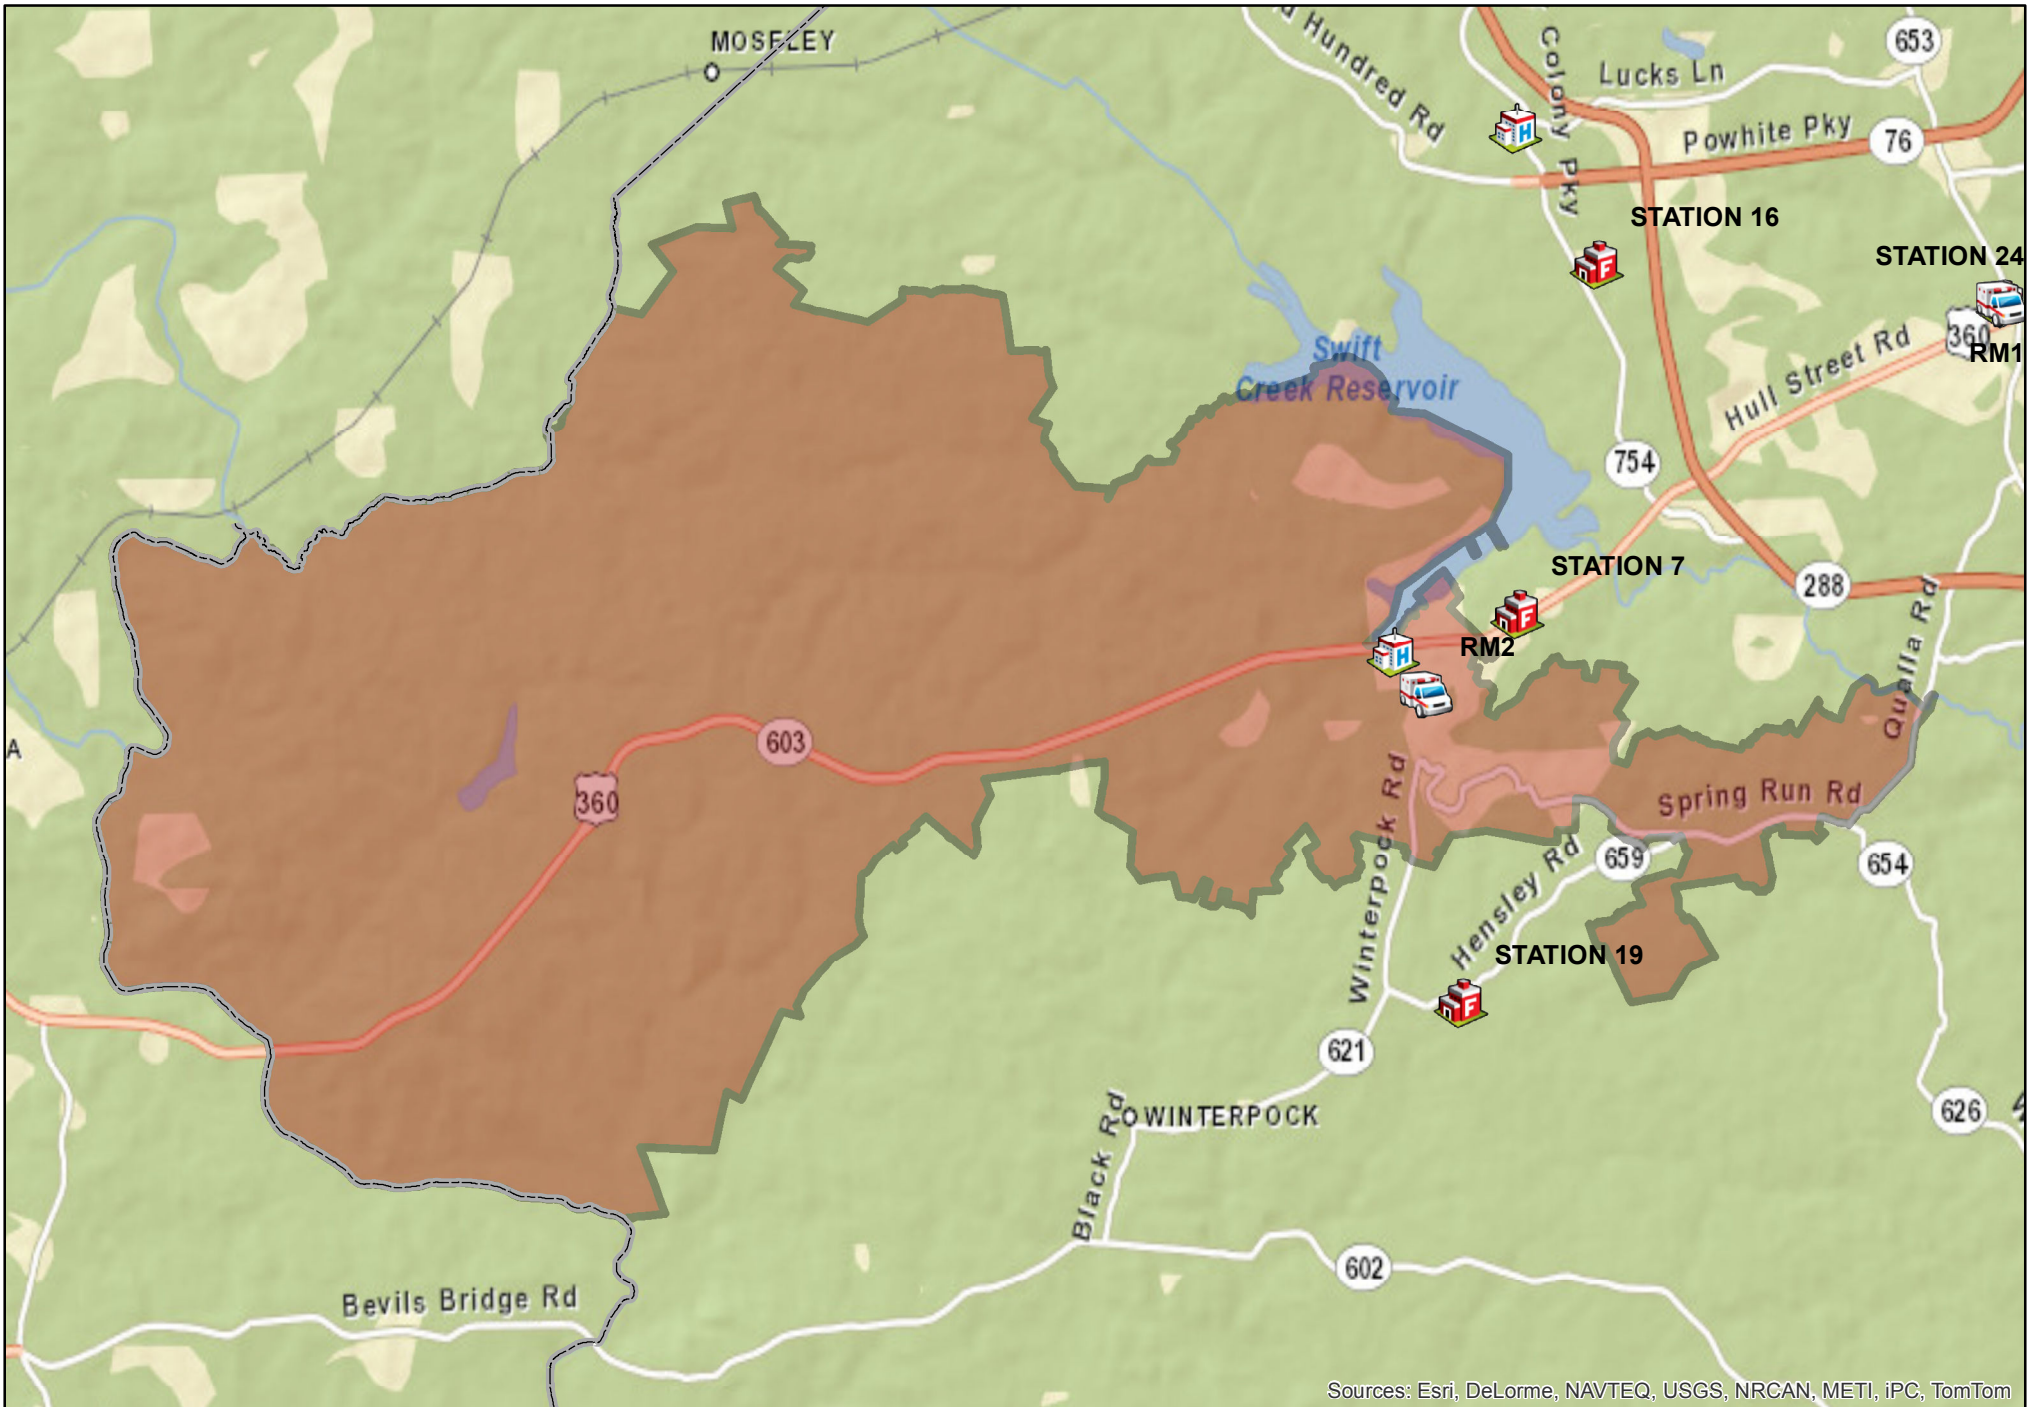 MOSELEY
d Hundred Rd
Colony Pky
Lucks Ln
653
Powhite Pky
76
STATION 16
STATION 24
360
RM1
Hull Street Rd
Swift
Creek Reservoir
754
STATION 7
288
Qualla Rd
H
F
RM2
603
360
A
Winterpock Rd
Spring Run Rd
Hensley Rd
659
654
STATION 19
621
Black Rd
WINTERPOCK
626
602
Bevils Bridge Rd
Sources: Esri, DeLorme, NAVTEQ, USGS, NRCAN, METI, iPC, TomTom